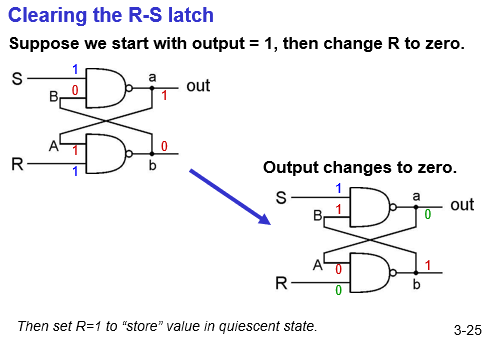 Clearing the R-S latch
Suppose we start with output = 1, then change R to zero.
S 1 a out
B 0 1
A 1 0
R 1 b
Output changes to zero.
S 1 a out
B 1 0
A 0 1
R 0 b
Then set R=1 to “store” value in quiescent state.
3-25